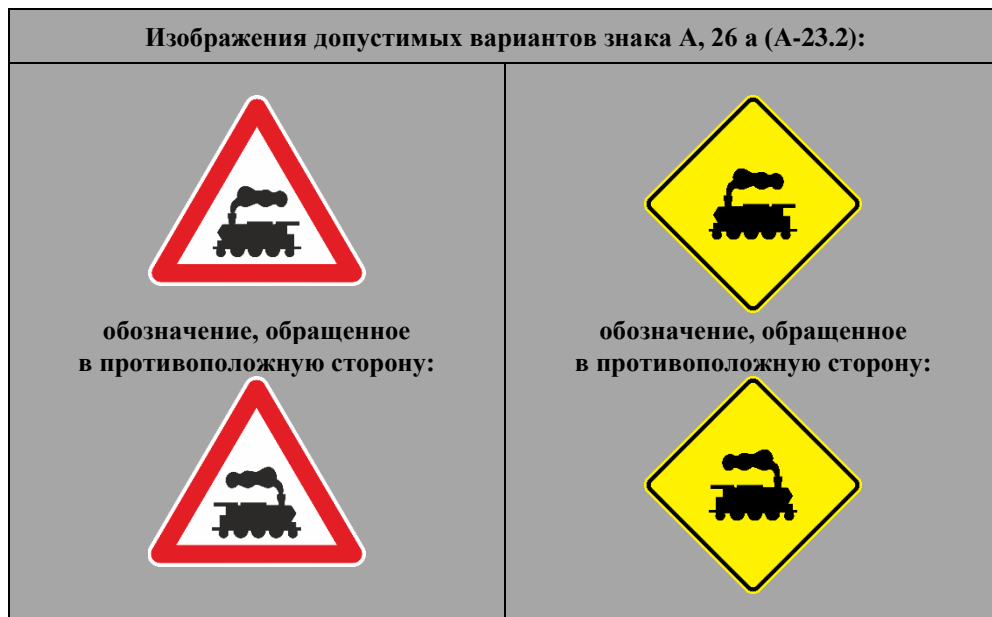 Изображения допустимых вариантов знака А, 26 а (А-23.2):
обозначение, обращенное
в противоположную сторону:
обозначение, обращенное
в противоположную сторону: